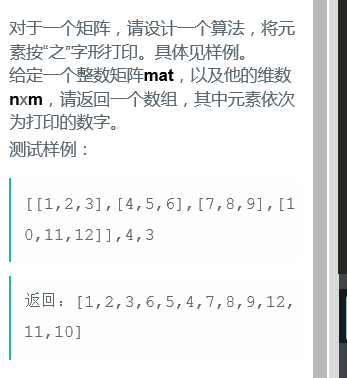 对于一个矩阵，请设计一个算法，将元
素按“之”字形打印。具体见样例。
给定一个整数矩阵mat，以及他的维数
nxm，请返回一个数组，其中元素依次
为打印的数字。
测试样例：
[[1,2,3],[4,5,6],[7,8,9],[1
0,11,12]],4,3
返回：[1,2,3,6,5,4,7,8,9,12,
11,10]